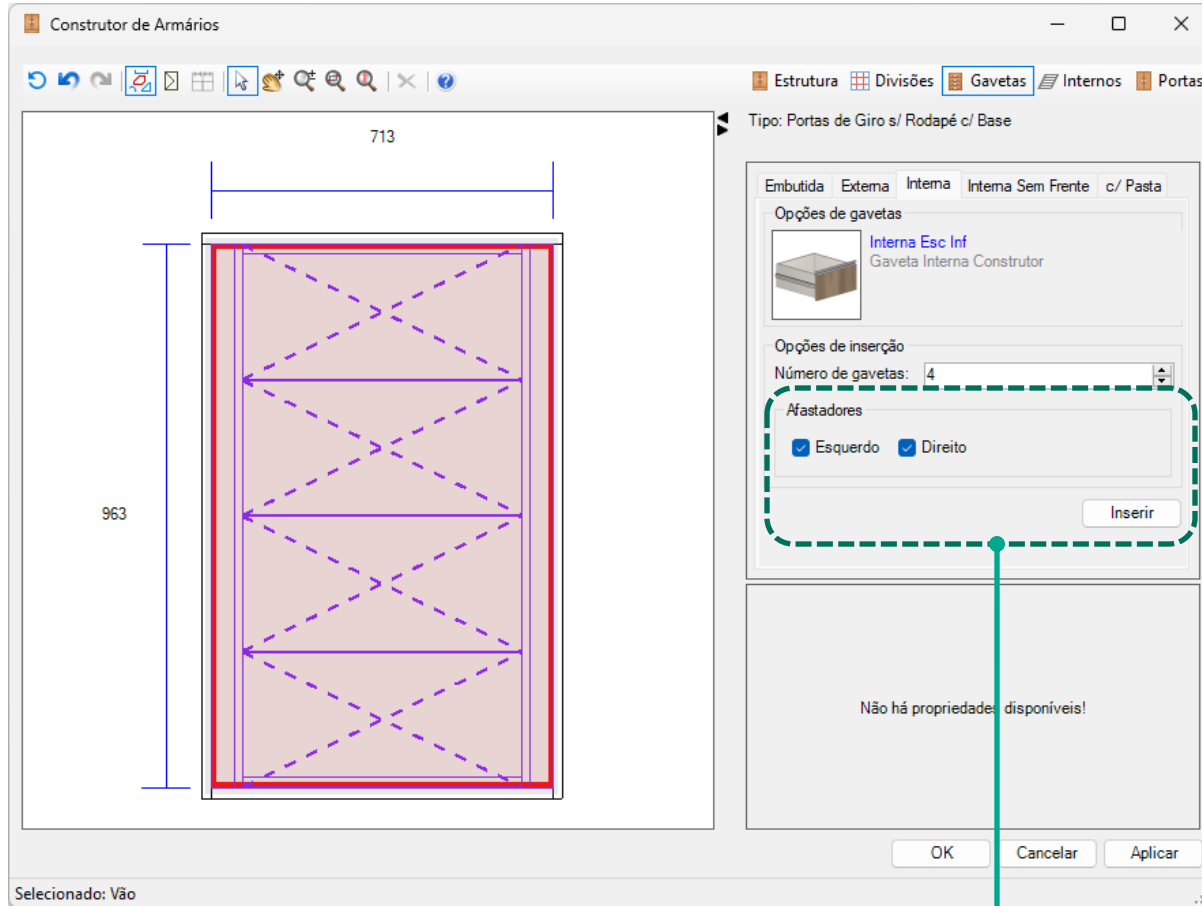 Construtor de Armários
Estrutura Divisões Gavetas Internos Portas
713
963
Tipo: Portas de Giro s/ Rodapé c/ Base
Embutida Externa Interna Interna Sem Frente c/ Pasta
Opções de gavetas
Interna Esc Inf
Gaveta Interna Construtor
Opções de inserção
Número de gavetas: 4
Afastadores
Esquerdo Direito
Inserir
Não há propriedades disponíveis!
OK Cancelar Aplicar
Selecionado: Vão